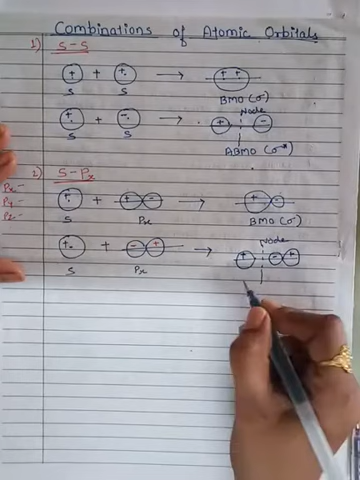 Combinations of Atomic Orbitals
1) S-S
+ + + → + +
S S BMO (σ)
Node
+ + - → + -
S S ABMO (σ*)
2) S-Px
Px-
Py-
Pz-
+ + + - → + -
S Px BMO (σ)
Node
+ + - + → + - +
S Px